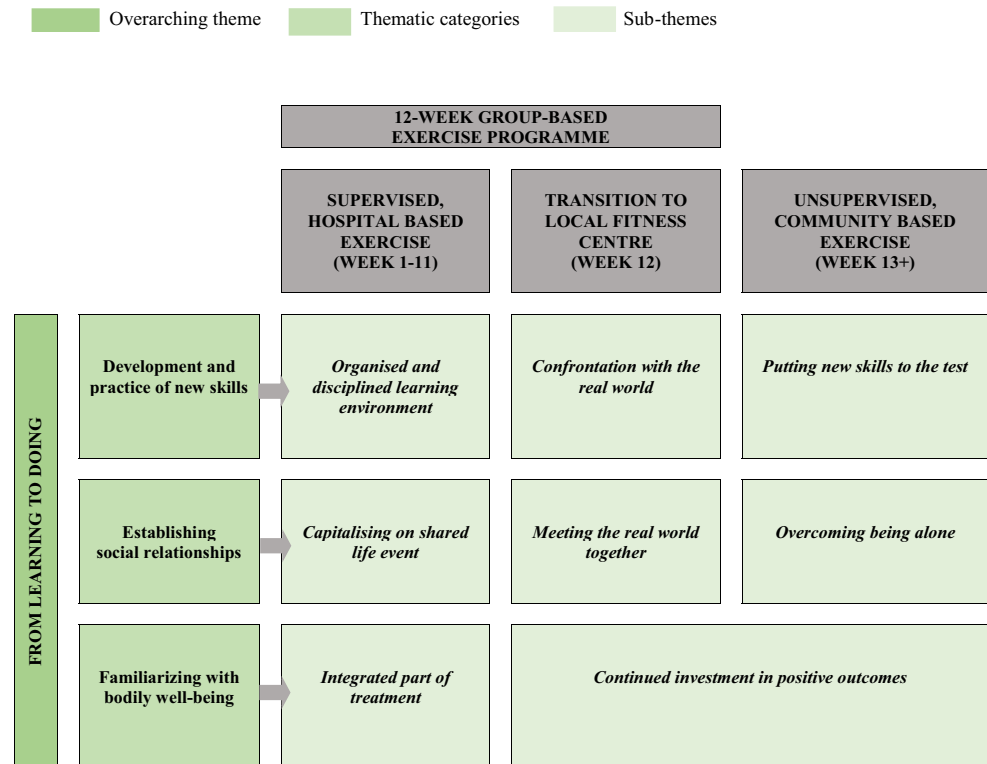 Overarching theme
Thematic categories
Sub-themes
12-WEEK GROUP-BASED
EXERCISE PROGRAMME
SUPERVISED,
HOSPITAL BASED
EXERCISE
(WEEK 1-11)
TRANSITION TO
LOCAL FITNESS
CENTRE
(WEEK 12)
UNSUPERVISED,
COMMUNITY BASED
EXERCISE
(WEEK 13+)
FROM LEARNING TO DOING
Development and
practice of new skills
Organised and
disciplined learning
environment
Confrontation with the
real world
Putting new skills to the test
Establishing
social relationships
Capitalising on shared
life event
Meeting the real world
together
Overcoming being alone
Familiarizing with
bodily well-being
Integrated part of
treatment
Continued investment in positive outcomes